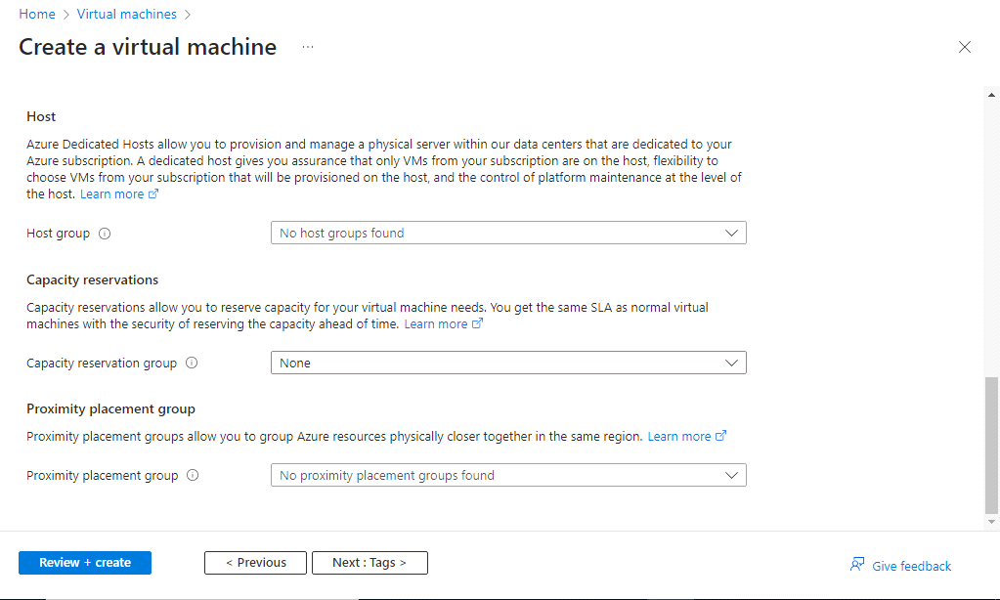 Home > Virtual machines >
Create a virtual machine ...
Host
Azure Dedicated Hosts allow you to provision and manage a physical server within our data centers that are dedicated to your
Azure subscription. A dedicated host gives you assurance that only VMs from your subscription are on the host, flexibility to
choose VMs from your subscription that will be provisioned on the host, and the control of platform maintenance at the level of
the host. Learn more
Host group
No host groups found
Capacity reservations
Capacity reservations allow you to reserve capacity for your virtual machine needs. You get the same SLA as normal virtual
machines with the security of reserving the capacity ahead of time. Learn more
Capacity reservation group
None
Proximity placement group
Proximity placement groups allow you to group Azure resources physically closer together in the same region. Learn more
Proximity placement group
No proximity placement groups found
Review + create
< Previous
Next : Tags >
Give feedback